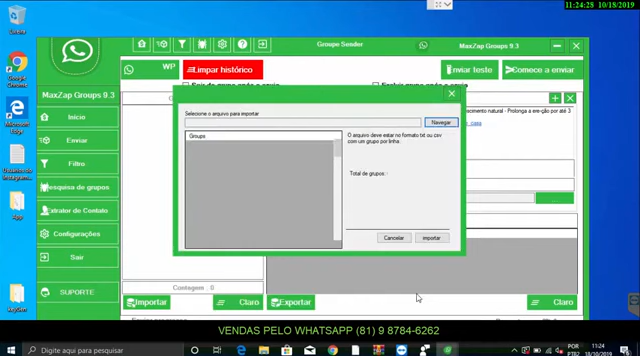 11:24:28 10/18/2019
Groupe Sender
MaxZap Groups 9.3
Lixeira
Google Chrome
Microsoft Edge
App
MaxZap Groups 9.3
Início
Enviar
Filtro
Pesquisa de grupos
Extrator de Contato
Configurações
Sair
SUPORTE
WP
Limpar histórico
Enviar teste
Comece a enviar
Selecione o arquivo para importar
Navegar
Groups
O arquivo deve estar no formato txt ou csv
com um grupo por linha:
Total de grupos: -
Cancelar
importar
Contagem : 0
Importar
Claro
Exportar
Claro
VENDAS PELO WHATSAPP (81) 9 8784-6262
Digite aqui para pesquisar
POR
PTB2
11:24
18/10/2019